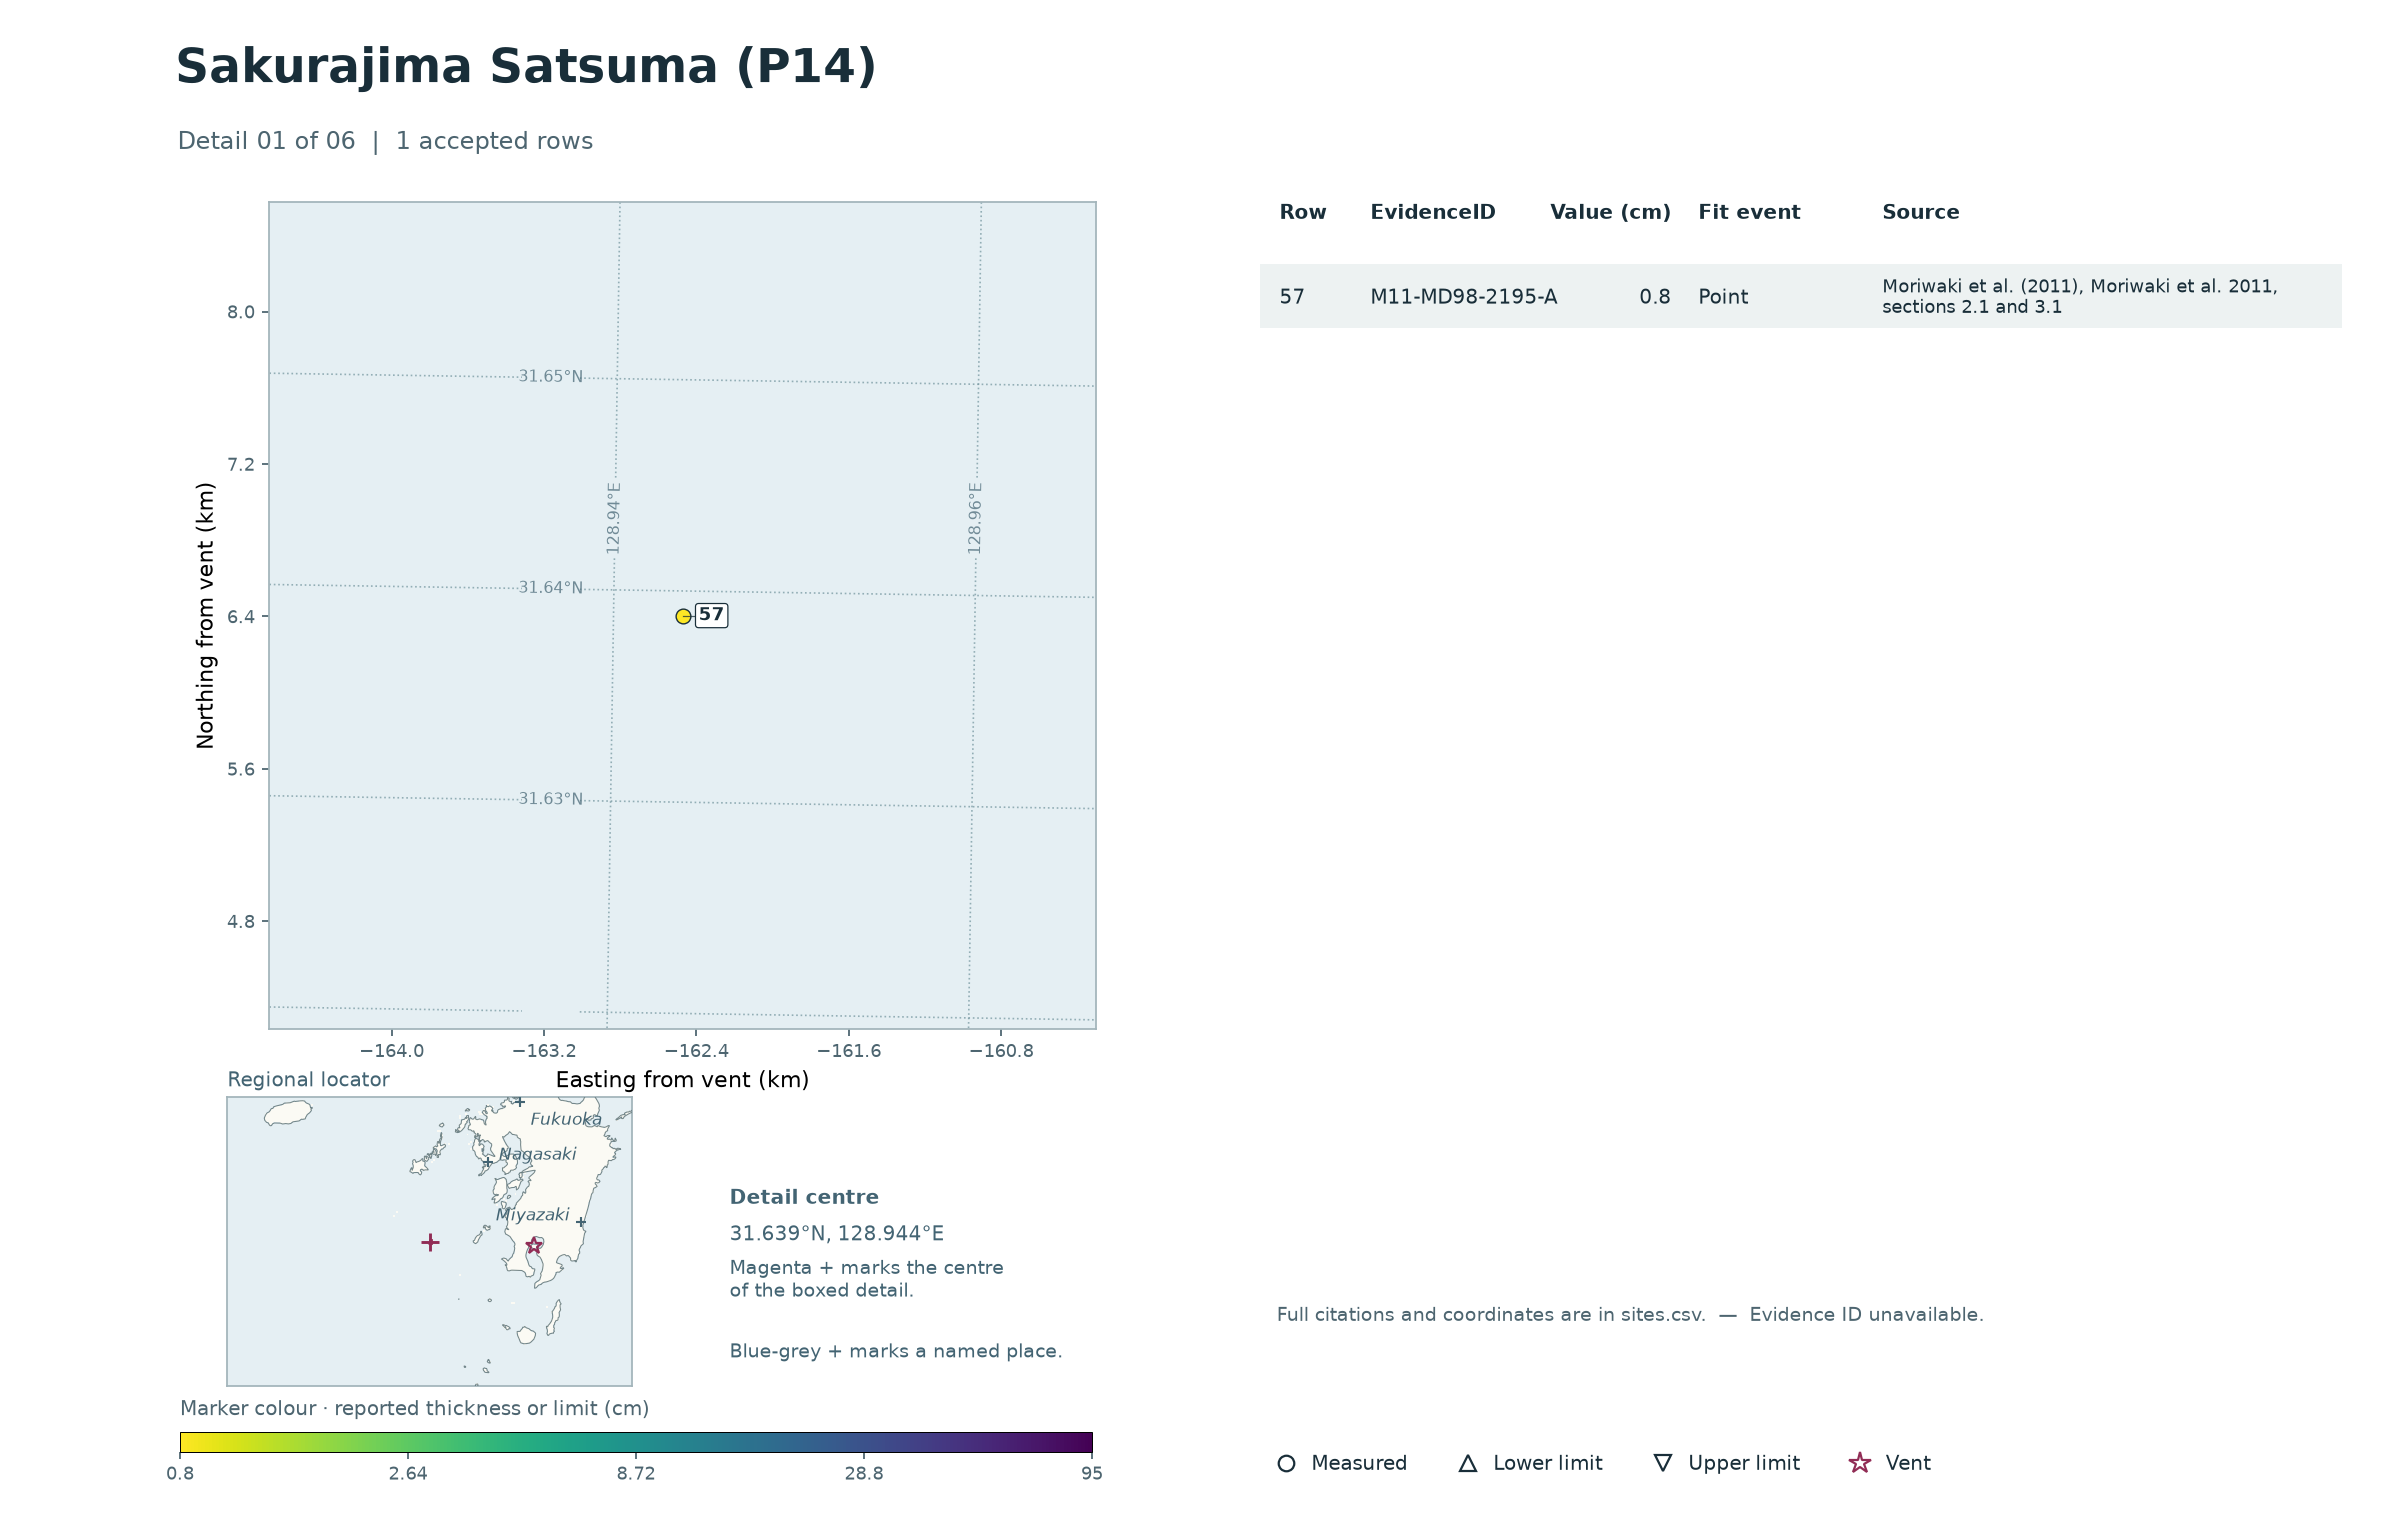 Sakurajima Satsuma (P14)
Detail 01 of 06 | 1 accepted rows
Northing from vent (km)
8.0
7.2
6.4
5.6
4.8
31.65°N
31.64°N
31.63°N
128.94°E
128.96°E
57
−164.0
−163.2
−162.4
−161.6
−160.8
Easting from vent (km)
Row EvidenceID Value (cm) Fit event Source
57 M11-MD98-2195-A 0.8 Point Moriwaki et al. (2011), Moriwaki et al. 2011,
sections 2.1 and 3.1
Regional locator
Fukuoka
Nagasaki
Miyazaki
Detail centre
31.639°N, 128.944°E
Magenta + marks the centre
of the boxed detail.
Blue-grey + marks a named place.
Full citations and coordinates are in sites.csv. — Evidence ID unavailable.
Marker colour · reported thickness or limit (cm)
0.8 2.64 8.72 28.8 95
Measured Lower limit Upper limit Vent